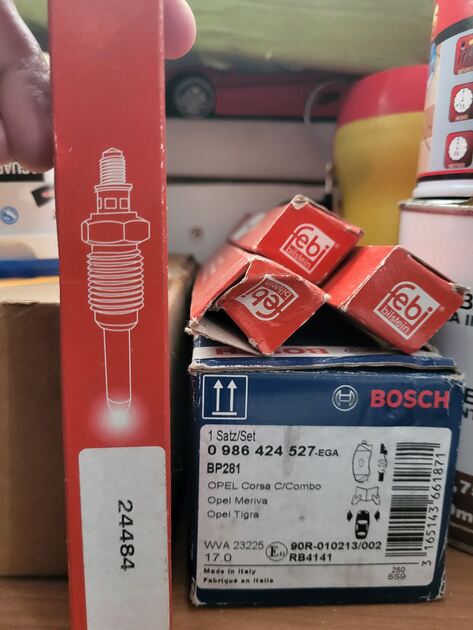 24484
febi
bilstein
febi
bilstein
febi
bilstein
BOSCH
BOSCH
1 Satz/Set
0 986 424 527-EGA
BP281
OPEL Corsa C/Combo
Opel Meriva
Opel Tigra
WVA 23225
17.0
90R-010213/002
RB4141
Made in Italy
Fabriqué en Italie
250
559
3 165143 661871